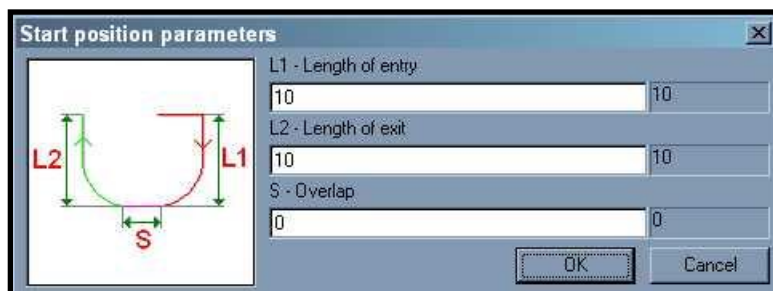 Start position parameters
L1 - Length of entry
10 10
L2 - Length of exit
10 10
S - Overlap
0 0
L2 L1
S
OK Cancel